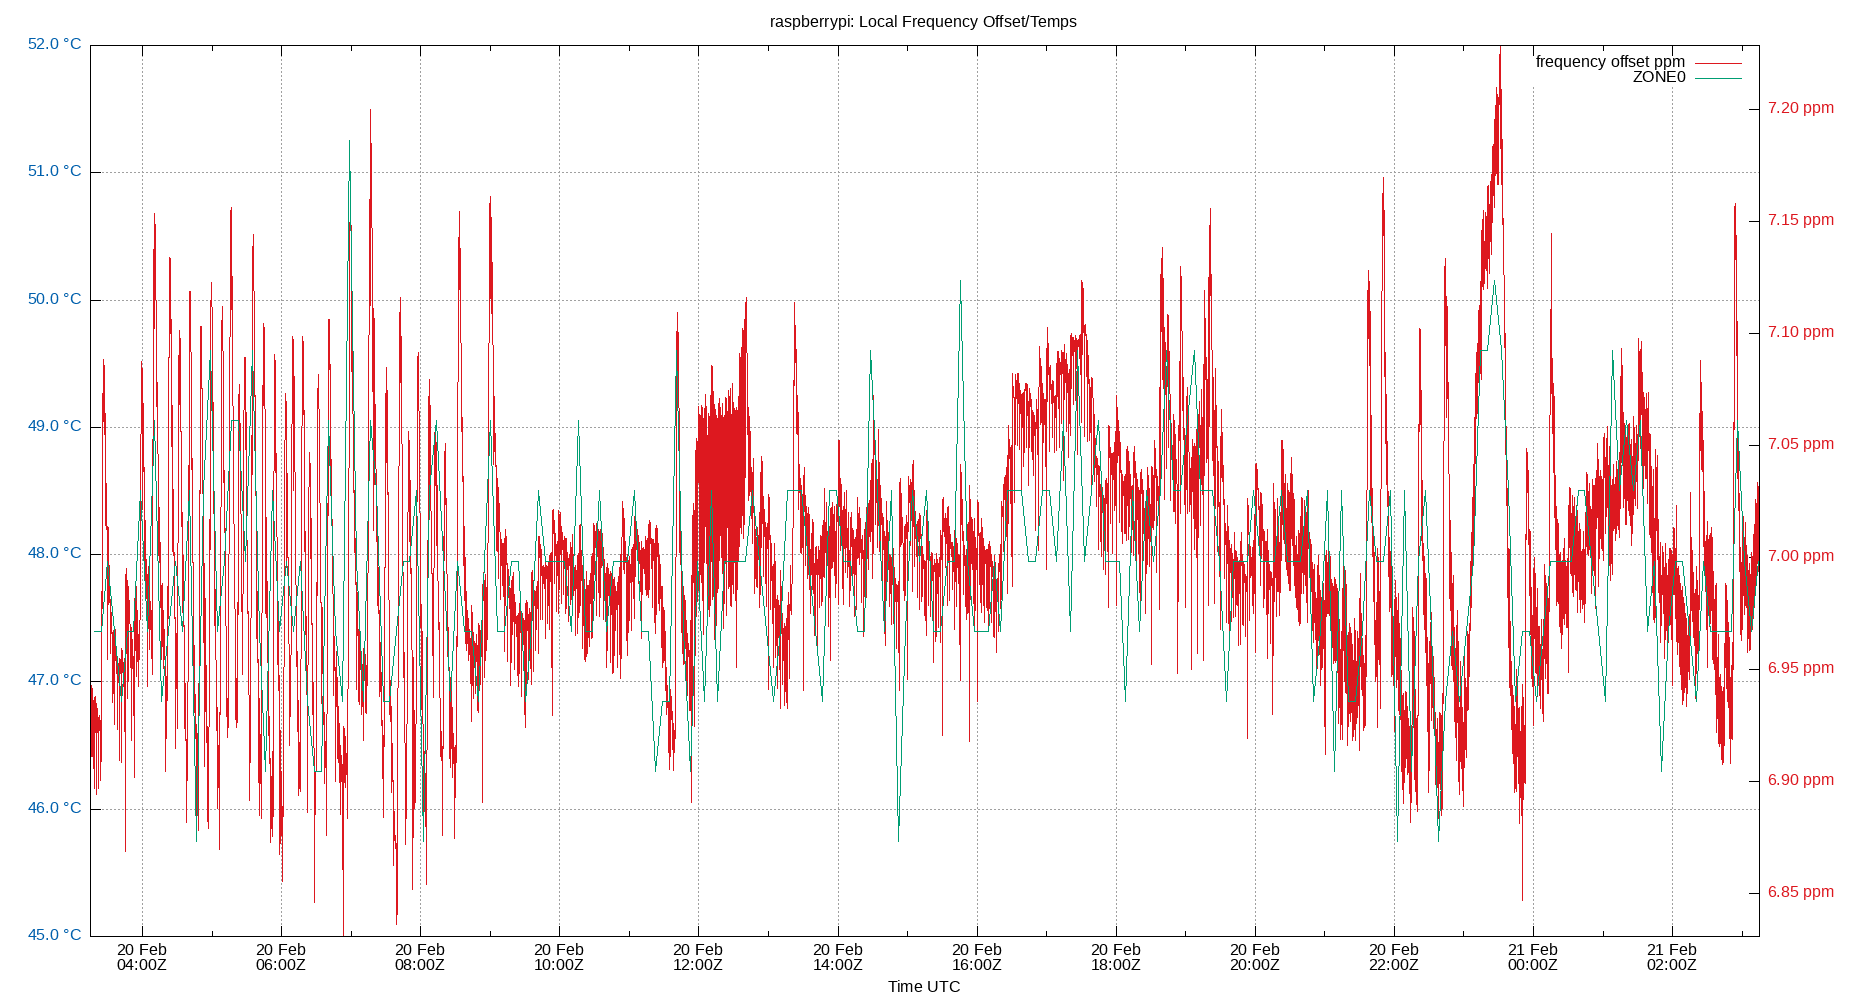 raspberrypi: Local Frequency Offset/Temps
52.0 °C
51.0 °C
50.0 °C
49.0 °C
48.0 °C
47.0 °C
46.0 °C
45.0 °C
frequency offset ppm
ZONE0
7.20 ppm
7.15 ppm
7.10 ppm
7.05 ppm
7.00 ppm
6.95 ppm
6.90 ppm
6.85 ppm
20 Feb 20 Feb 20 Feb 20 Feb 20 Feb 20 Feb 20 Feb 20 Feb 20 Feb 20 Feb 21 Feb 21 Feb
04:00Z 06:00Z 08:00Z 10:00Z 12:00Z 14:00Z 16:00Z 18:00Z 20:00Z 22:00Z 00:00Z 02:00Z
Time UTC